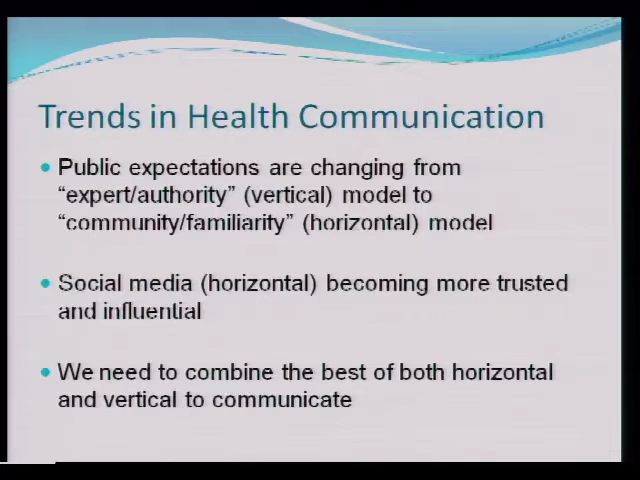 Trends in Health Communication
Public expectations are changing from
“expert/authority” (vertical) model to
“community/familiarity” (horizontal) model
Social media (horizontal) becoming more trusted
and influential
We need to combine the best of both horizontal
and vertical to communicate